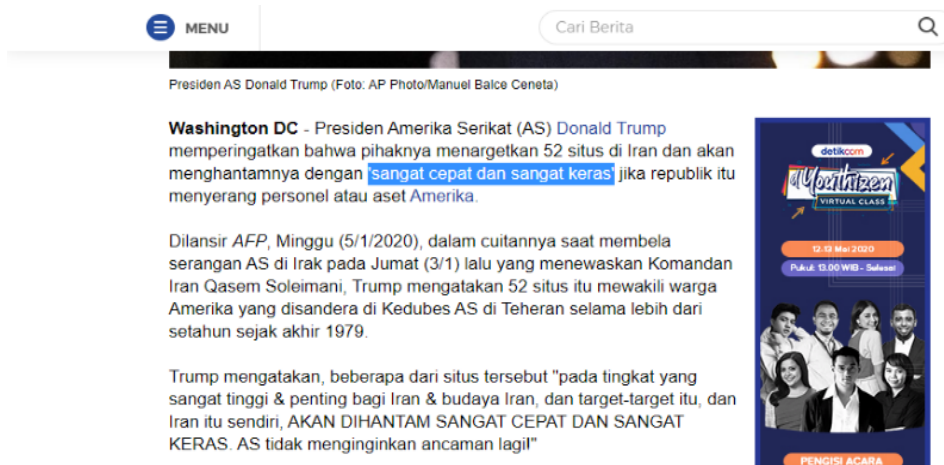 MENU
Cari Berita
Presiden AS Donald Trump (Foto: AP Photo/Manuel Balce Ceneta)
Washington DC - Presiden Amerika Serikat (AS) Donald Trump
memperingatkan bahwa pihaknya menargetkan 52 situs di Iran dan akan
menghantamnya dengan 'sangat cepat dan sangat keras' jika republik itu
menyerang personel atau aset Amerika.
Dilansir AFP, Minggu (5/1/2020), dalam cuitannya saat membela
serangan AS di Irak pada Jumat (3/1) lalu yang menewaskan Komandan
Iran Qasem Soleimani, Trump mengatakan 52 situs itu mewakili warga
Amerika yang disandera di Kedubes AS di Teheran selama lebih dari
setahun sejak akhir 1979.
Trump mengatakan, beberapa dari situs tersebut "pada tingkat yang
sangat tinggi & penting bagi Iran & budaya Iran, dan target-target itu, dan
Iran itu sendiri, AKAN DIHANTAM SANGAT CEPAT DAN SANGAT
KERAS. AS tidak menginginkan ancaman lagi!"
detikcom
d'Youthizen
VIRTUAL CLASS
12-13 Mei 2020
Pukul: 13.00 WIB - Selesai
PENGISI ACARA